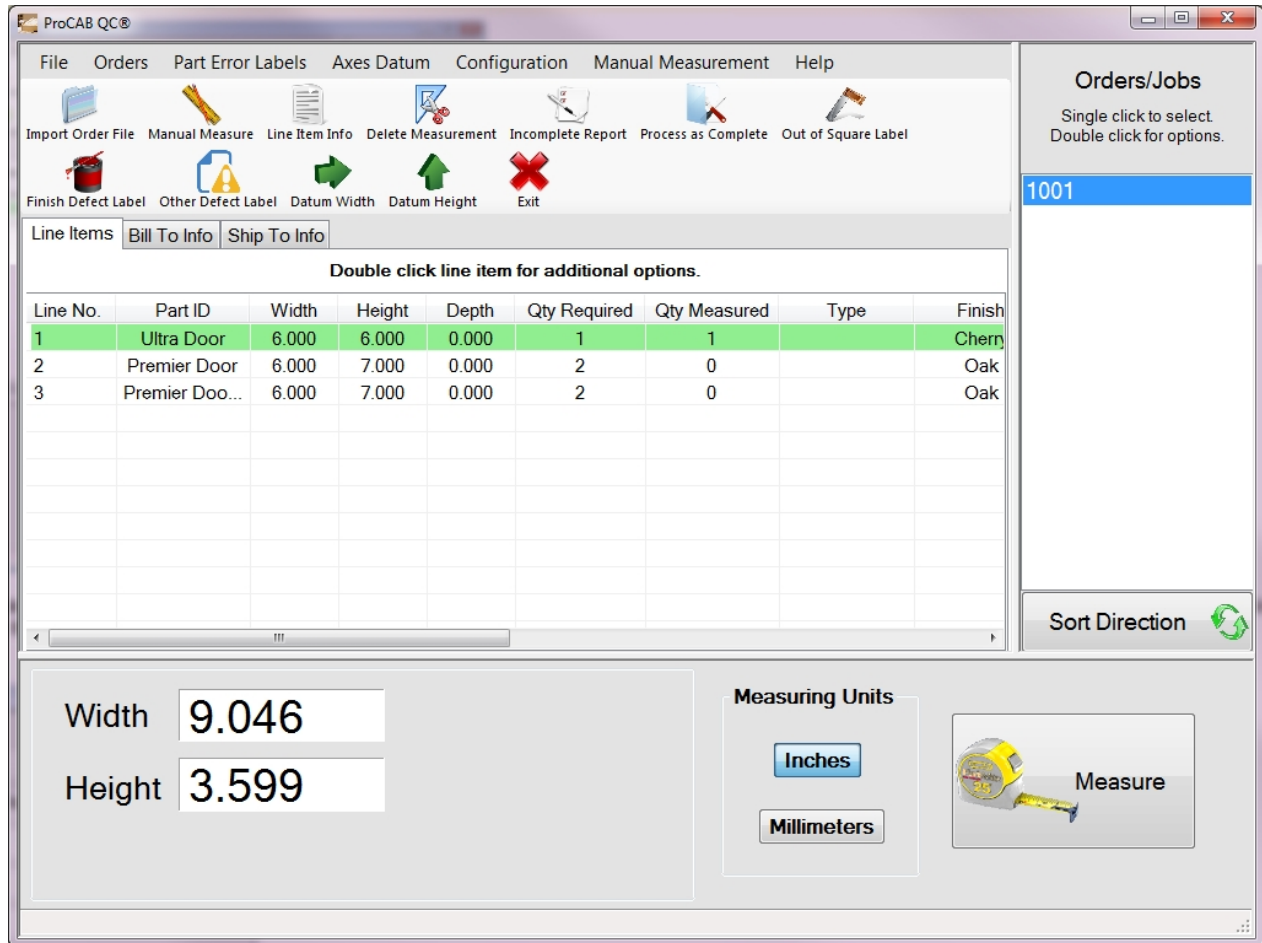 ProCAB QC®
File Orders Part Error Labels Axes Datum Configuration Manual Measurement Help
Import Order File Manual Measure Line Item Info Delete Measurement Incomplete Report Process as Complete Out of Square Label
Finish Defect Label Other Defect Label Datum Width Datum Height Exit
Line Items Bill To Info Ship To Info
Double click line item for additional options.
Line No. Part ID Width Height Depth Qty Required Qty Measured Type Finish
1 Ultra Door 6.000 6.000 0.000 1 1 Cherry
2 Premier Door 6.000 7.000 0.000 2 0 Oak
3 Premier Doo... 6.000 7.000 0.000 2 0 Oak
Orders/Jobs
Single click to select.
Double click for options.
1001
Sort Direction
Width 9.046
Height 3.599
Measuring Units
Inches
Millimeters
Measure